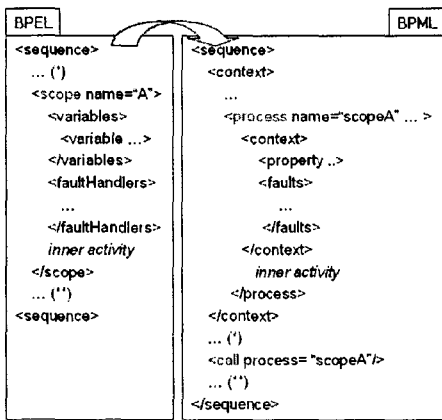 BPEL
<sequence>
... (*)
<scope name="A">
<variables>
<variable ...>
</variables>
<faultHandlers>
...
</faultHandlers>
inner activity
</scope>
... (**)
<sequence>
BPML
<sequence>
<context>
...
<process name="scopeA" ... >
<context>
<property ..>
<faults>
...
</faults>
</context>
inner activity
</process>
</context>
... (*)
<call process= "scopeA"/>
... (**)
</sequence>